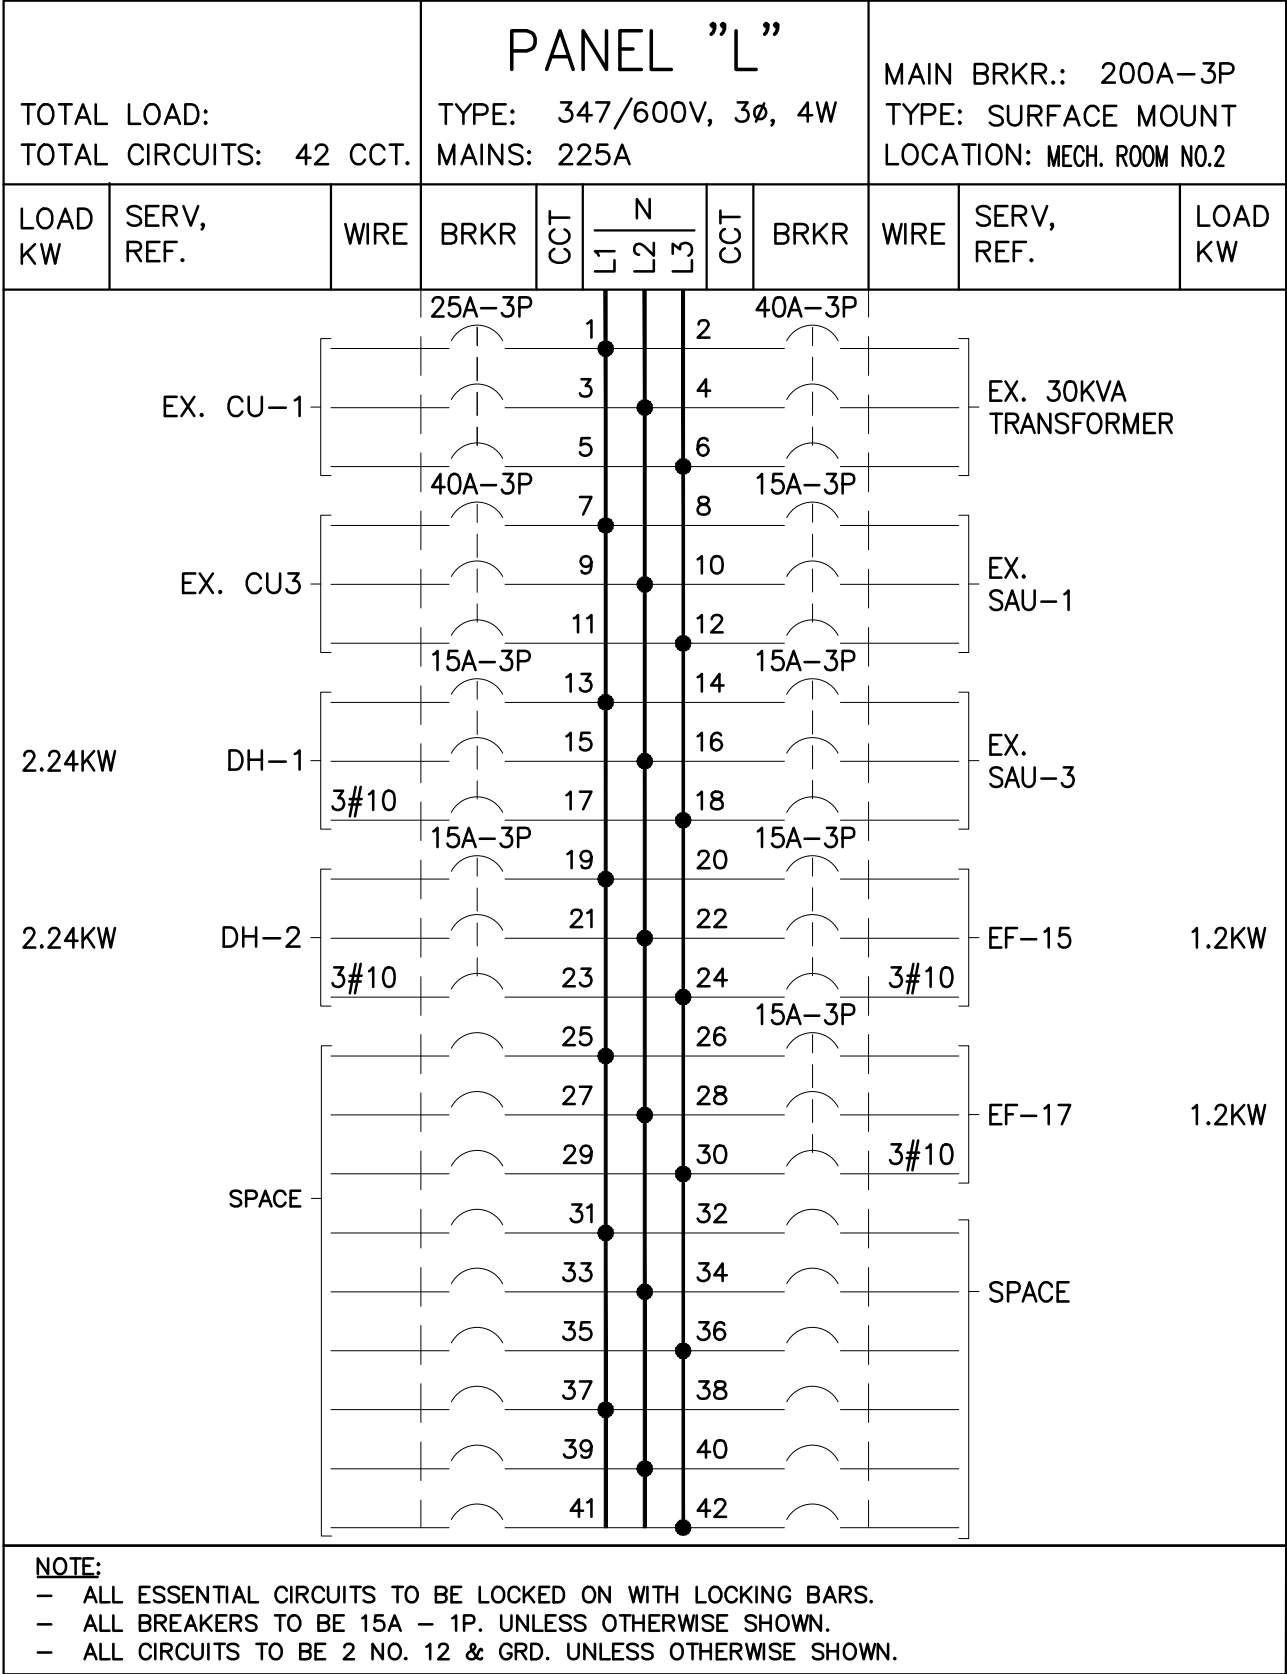 PANEL "L"
TOTAL LOAD:
TOTAL CIRCUITS: 42 CCT.
TYPE: 347/600V, 3ø, 4W
MAINS: 225A
MAIN BRKR.: 200A-3P
TYPE: SURFACE MOUNT
LOCATION: MECH. ROOM NO.2
LOAD KW
SERV, REF.
WIRE
BRKR
CCT
N
L1 L2 L3
CCT
BRKR
WIRE
SERV, REF.
LOAD KW
25A-3P 40A-3P
1 2
EX. CU-1 3 4 EX. 30KVA
TRANSFORMER
5 6
40A-3P 15A-3P
7 8
EX. CU3 9 10 EX.
SAU-1
11 12
15A-3P 15A-3P
13 14
2.24KW DH-1 15 16 EX.
SAU-3
3#10 17 18
15A-3P 15A-3P
19 20
2.24KW DH-2 21 22 EF-15 1.2KW
3#10 23 24 3#10
15A-3P
25 26
27 28 EF-17 1.2KW
29 30 3#10
SPACE
31 32
33 34 SPACE
35 36
37 38
39 40
41 42
NOTE:
- ALL ESSENTIAL CIRCUITS TO BE LOCKED ON WITH LOCKING BARS.
- ALL BREAKERS TO BE 15A - 1P. UNLESS OTHERWISE SHOWN.
- ALL CIRCUITS TO BE 2 NO. 12 & GRD. UNLESS OTHERWISE SHOWN.